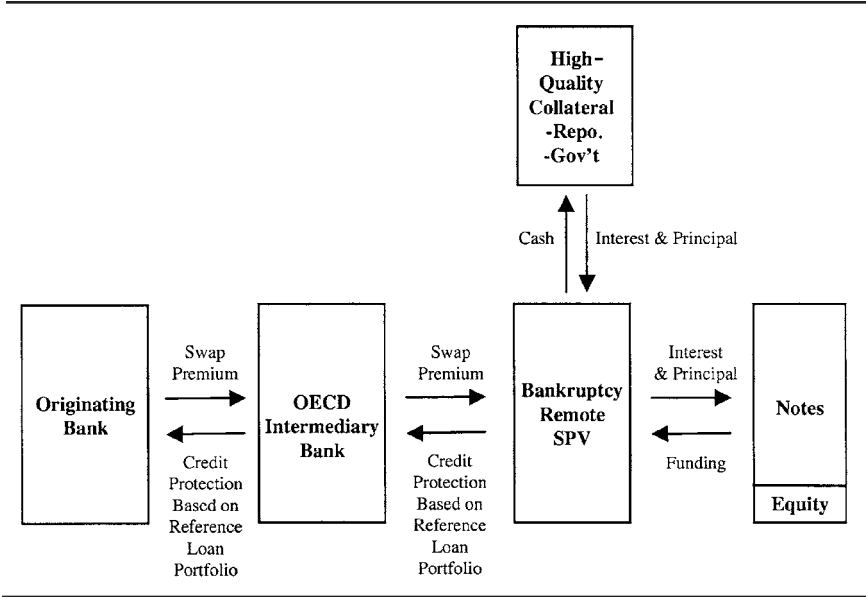 High-
Quality
Collateral
-Repo.
-Gov't
Cash
Interest & Principal
Originating
Bank
Swap
Premium
Credit
Protection
Based on
Reference
Loan
Portfolio
OECD
Intermediary
Bank
Swap
Premium
Credit
Protection
Based on
Reference
Loan
Portfolio
Bankruptcy
Remote
SPV
Interest
& Principal
Funding
Notes
Equity